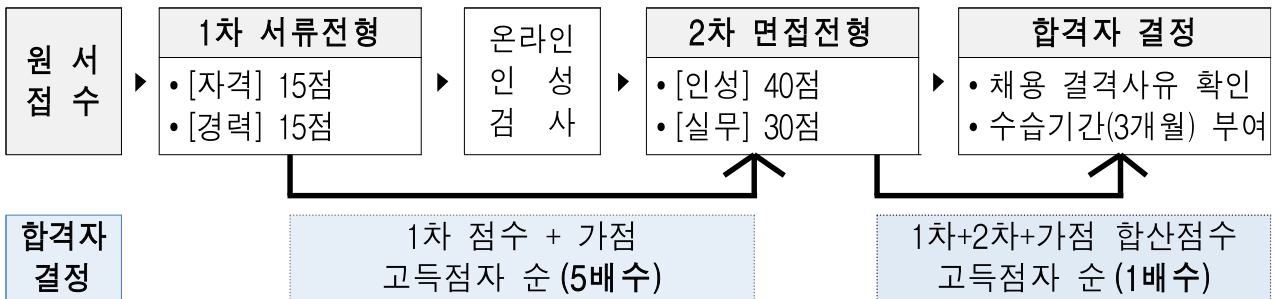 원 서
접 수
1차 서류전형
• [자격] 15점
• [경력] 15점
온라인
인 성
검 사
2차 면접전형
• [인성] 40점
• [실무] 30점
합격자 결정
• 채용 결격사유 확인
• 수습기간(3개월) 부여
합격자
결정
1차 점수 + 가점
고득점자 순 (5배수)
1차+2차+가점 합산점수
고득점자 순 (1배수)